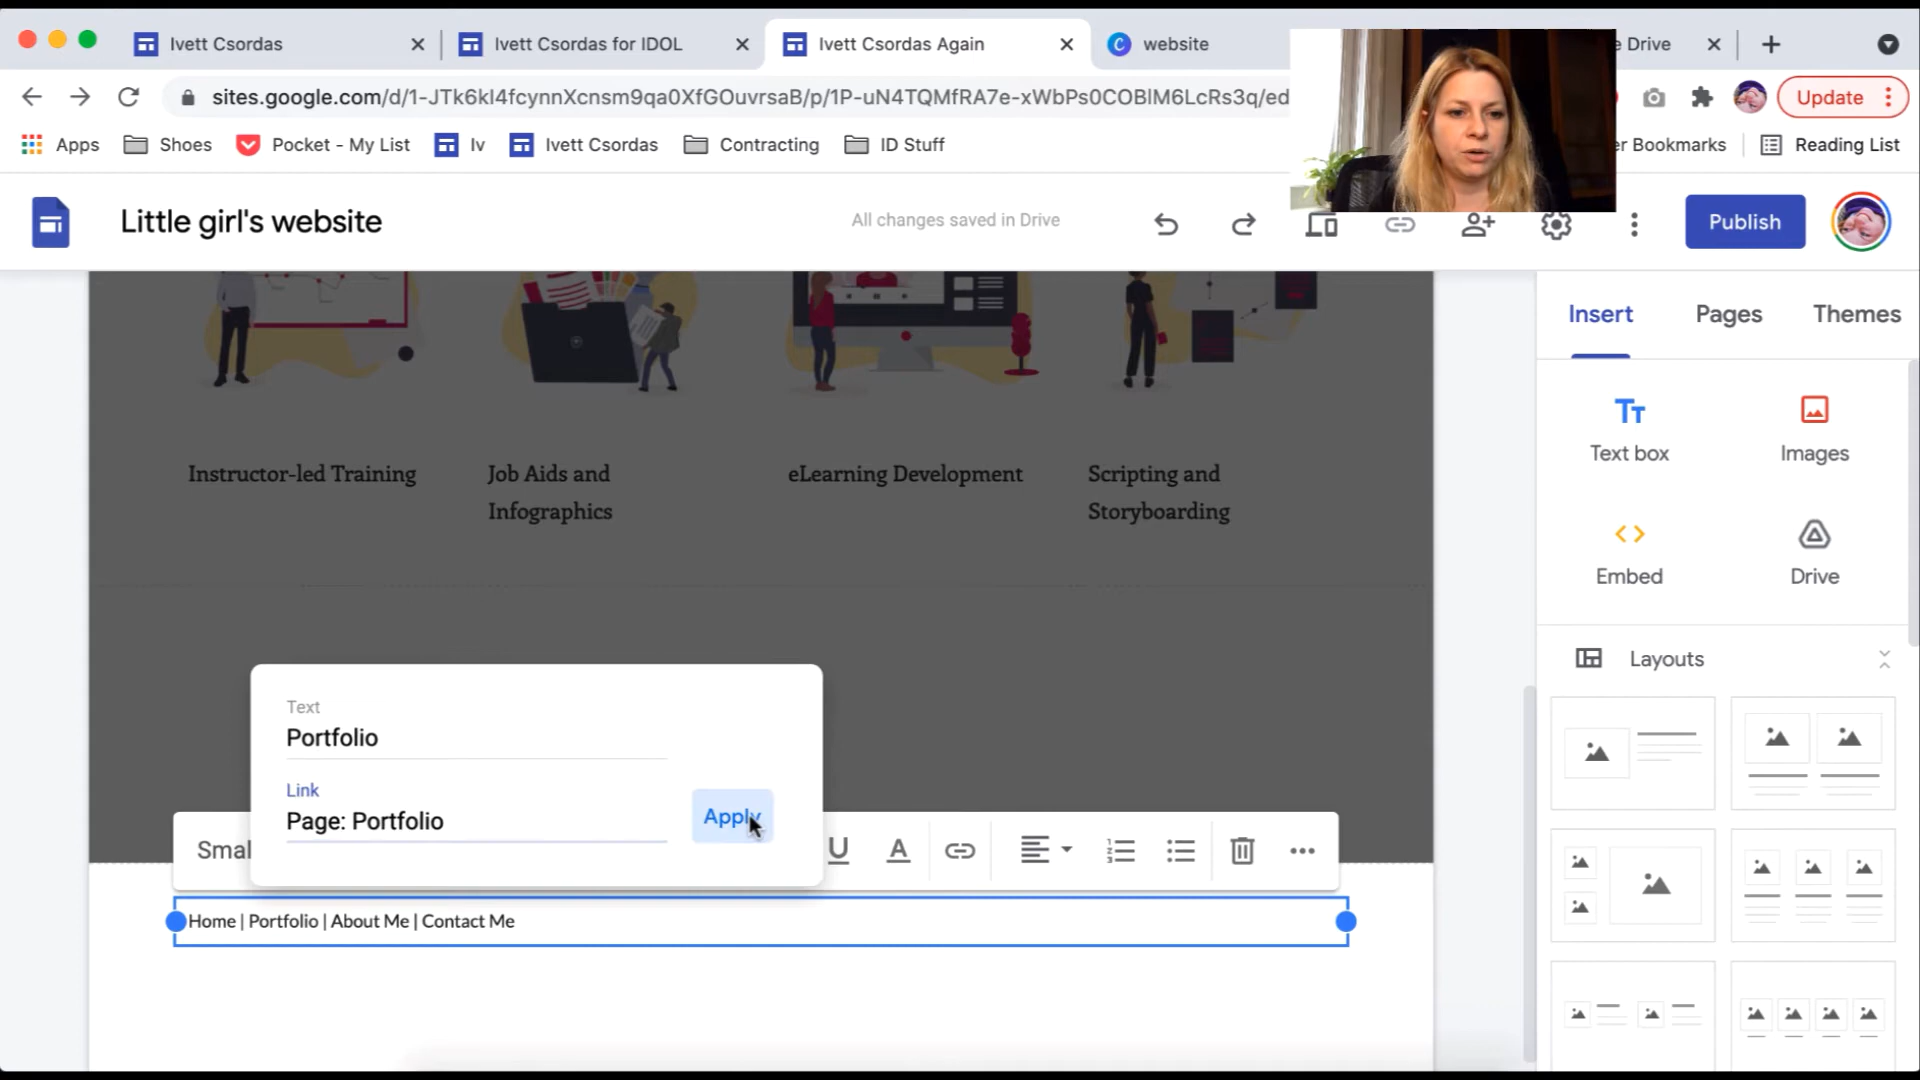 Ivett Csordas
Ivett Csordas for IDOL
Ivett Csordas Again
website
Drive
sites.google.com/d/1-JTk6kI4fcynnXcnsm9qa0XfGOuvrsaB/p/1P-uN4TQMfRA7e-xWbPs0COBlM6LcRs3q/ed
Update
Apps
Shoes
Pocket - My List
Iv
Ivett Csordas
Contracting
ID Stuff
Bookmarks
Reading List
Little girl's website
All changes saved in Drive
Publish
Insert
Pages
Themes
Text box
Images
Embed
Drive
Layouts
Instructor-led Training
Job Aids and
Infographics
eLearning Development
Scripting and
Storyboarding
Text
Portfolio
Link
Page: Portfolio
Apply
Home | Portfolio | About Me | Contact Me